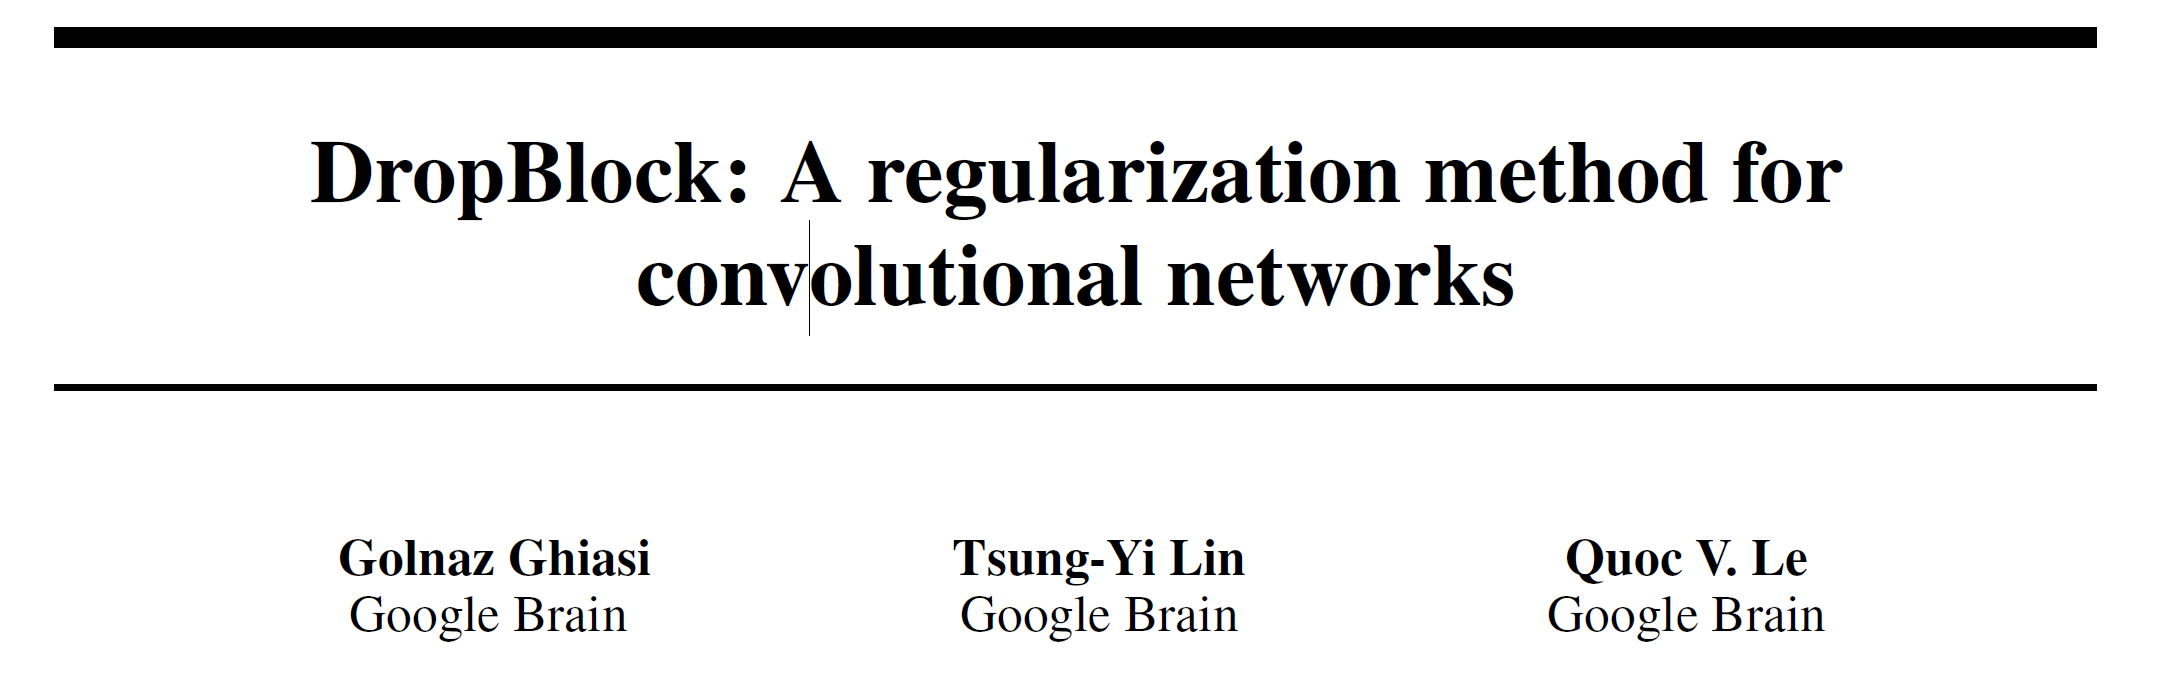 DropBlock: A regularization method for
convolutional networks
Golnaz Ghiasi Tsung-Yi Lin Quoc V. Le
Google Brain Google Brain Google Brain